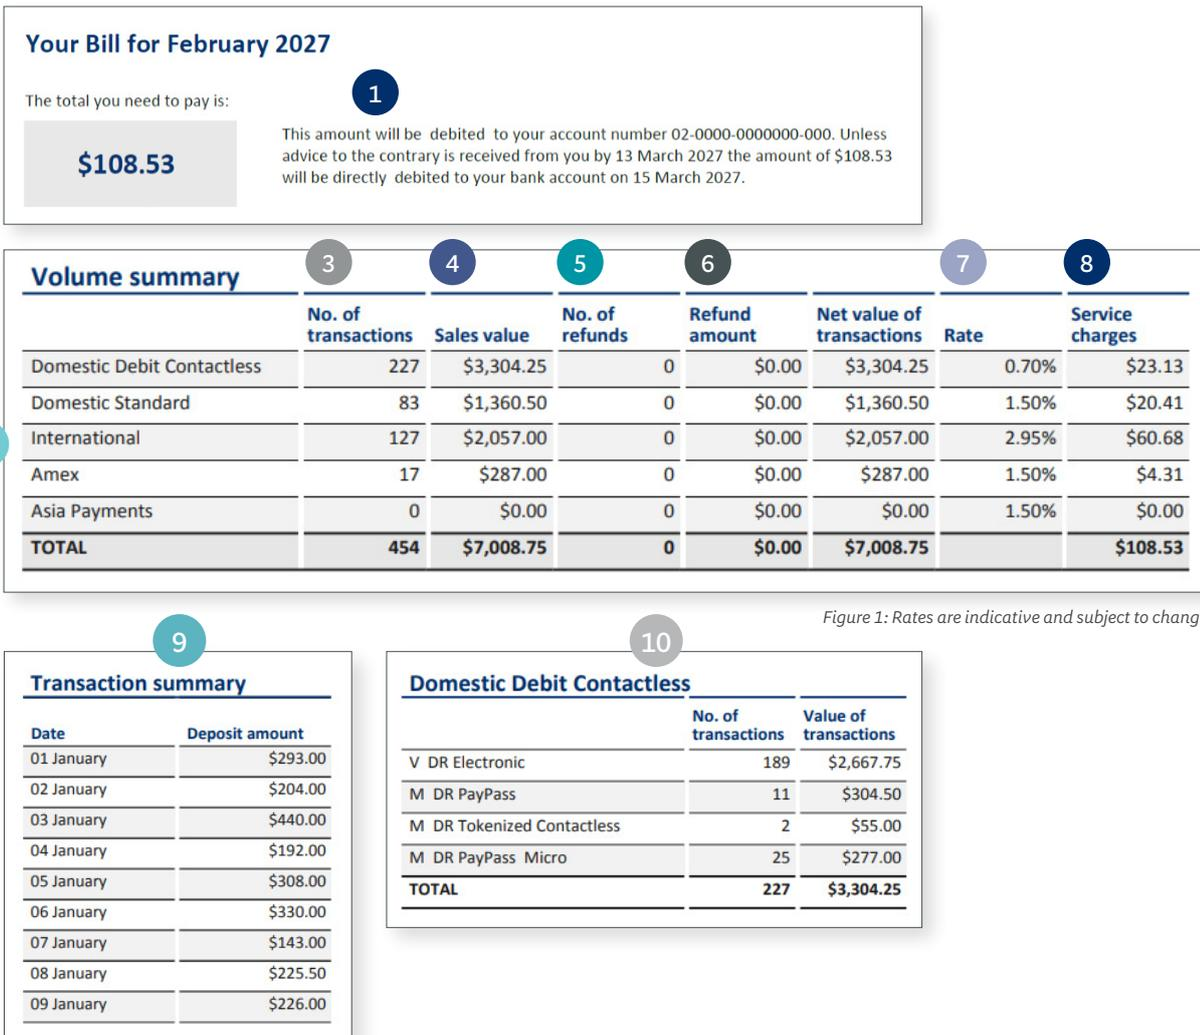 Your Bill for February 2027
1
The total you need to pay is:
$108.53
This amount will be debited to your account number 02-0000-0000000-000. Unless
advice to the contrary is received from you by 13 March 2027 the amount of $108.53
will be directly debited to your bank account on 15 March 2027.
3 4 5 6 7 8
Volume summary
No. of transactions Sales value No. of refunds Refund amount Net value of transactions Rate Service charges
Domestic Debit Contactless 227 $3,304.25 0 $0.00 $3,304.25 0.70% $23.13
Domestic Standard 83 $1,360.50 0 $0.00 $1,360.50 1.50% $20.41
International 127 $2,057.00 0 $0.00 $2,057.00 2.95% $60.68
Amex 17 $287.00 0 $0.00 $287.00 1.50% $4.31
Asia Payments 0 $0.00 0 $0.00 $0.00 1.50% $0.00
TOTAL 454 $7,008.75 0 $0.00 $7,008.75 $108.53
Figure 1: Rates are indicative and subject to chang
9
Transaction summary
Date Deposit amount
01 January $293.00
02 January $204.00
03 January $440.00
04 January $192.00
05 January $308.00
06 January $330.00
07 January $143.00
08 January $225.50
09 January $226.00
10
Domestic Debit Contactless
No. of transactions Value of transactions
V DR Electronic 189 $2,667.75
M DR PayPass 11 $304.50
M DR Tokenized Contactless 2 $55.00
M DR PayPass Micro 25 $277.00
TOTAL 227 $3,304.25